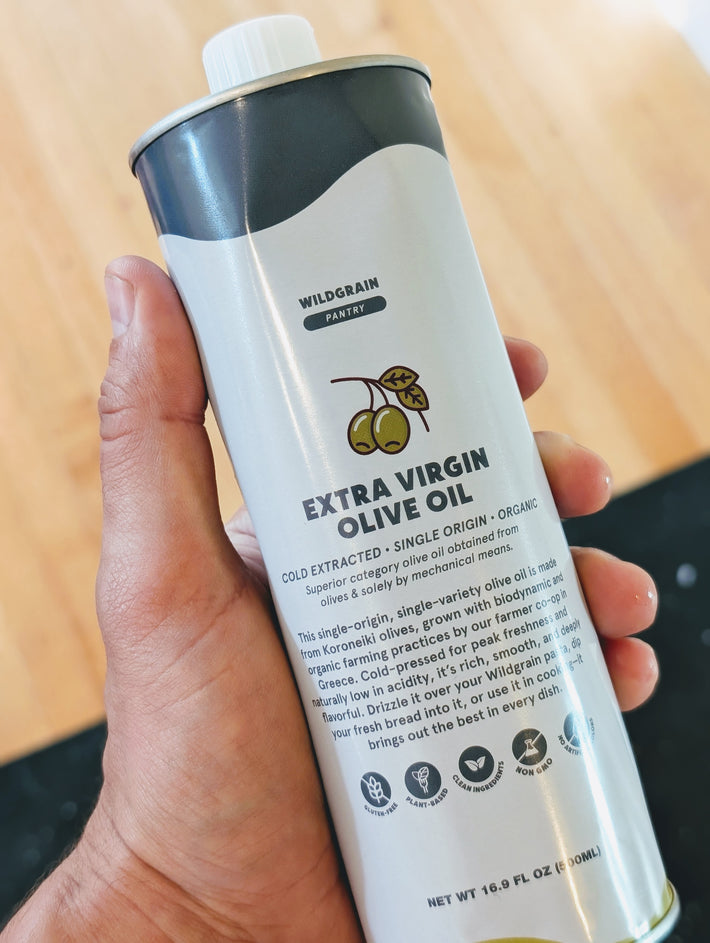 WILDGRAIN
PANTRY
EXTRA VIRGIN
OLIVE OIL
COLD EXTRACTED • SINGLE ORIGIN • ORGANIC
Superior category olive oil obtained from
olives & solely by mechanical means.
This single-origin, single-variety olive oil is made
from Koroneiki olives, grown with biodynamic and
organic farming practices by our farmer co-op in
Greece. Cold-pressed for peak freshness and
naturally low in acidity, it's rich, smooth, and deeply
flavorful. Drizzle it over your Wildgrain pasta, dip
your fresh bread into it, or use it in cooking—it
brings out the best in every dish.
GLUTEN-FREE
PLANT-BASED
CLEAN INGREDIENTS
NON GMO
NO
NET WT 16.9 FL OZ (500ML)